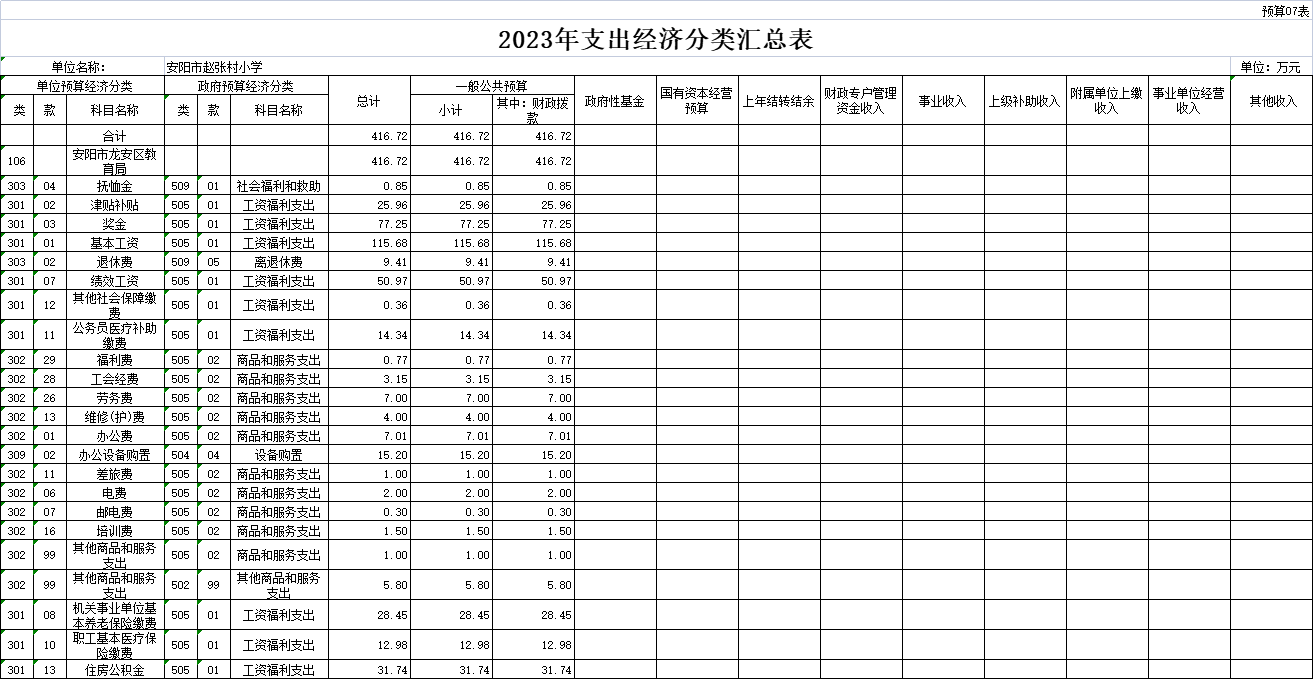 预算07表
2023年支出经济分类汇总表
单位名称： 安阳市赵张村小学 单位：万元
单位预算经济分类 政府预算经济分类 总计 一般公共预算 政府性基金 国有资本经营预算 上年结转结余 财政专户管理资金收入 事业收入 上级补助收入 附属单位上缴收入 事业单位经营收入 其他收入
类 款 科目名称 类 款 科目名称 小计 其中：财政拨款
合计 416.72 416.72 416.72
106 安阳市龙安区教育局 416.72 416.72 416.72
303 04 抚恤金 509 01 社会福利和救助 0.85 0.85 0.85
301 02 津贴补贴 505 01 工资福利支出 25.96 25.96 25.96
301 03 奖金 505 01 工资福利支出 77.25 77.25 77.25
301 01 基本工资 505 01 工资福利支出 115.68 115.68 115.68
303 02 退休费 509 05 离退休费 9.41 9.41 9.41
301 07 绩效工资 505 01 工资福利支出 50.97 50.97 50.97
301 12 其他社会保障缴费 505 01 工资福利支出 0.36 0.36 0.36
301 11 公务员医疗补助缴费 505 01 工资福利支出 14.34 14.34 14.34
302 29 福利费 505 02 商品和服务支出 0.77 0.77 0.77
302 28 工会经费 505 02 商品和服务支出 3.15 3.15 3.15
302 26 劳务费 505 02 商品和服务支出 7.00 7.00 7.00
302 13 维修(护)费 505 02 商品和服务支出 4.00 4.00 4.00
302 01 办公费 505 02 商品和服务支出 7.01 7.01 7.01
309 02 办公设备购置 504 04 设备购置 15.20 15.20 15.20
302 11 差旅费 505 02 商品和服务支出 1.00 1.00 1.00
302 06 电费 505 02 商品和服务支出 2.00 2.00 2.00
302 07 邮电费 505 02 商品和服务支出 0.30 0.30 0.30
302 16 培训费 505 02 商品和服务支出 1.50 1.50 1.50
302 99 其他商品和服务支出 505 02 商品和服务支出 1.00 1.00 1.00
302 99 其他商品和服务支出 502 99 其他商品和服务支出 5.80 5.80 5.80
301 08 机关事业单位基本养老保险缴费 505 01 工资福利支出 28.45 28.45 28.45
301 10 职工基本医疗保险缴费 505 01 工资福利支出 12.98 12.98 12.98
301 13 住房公积金 505 01 工资福利支出 31.74 31.74 31.74